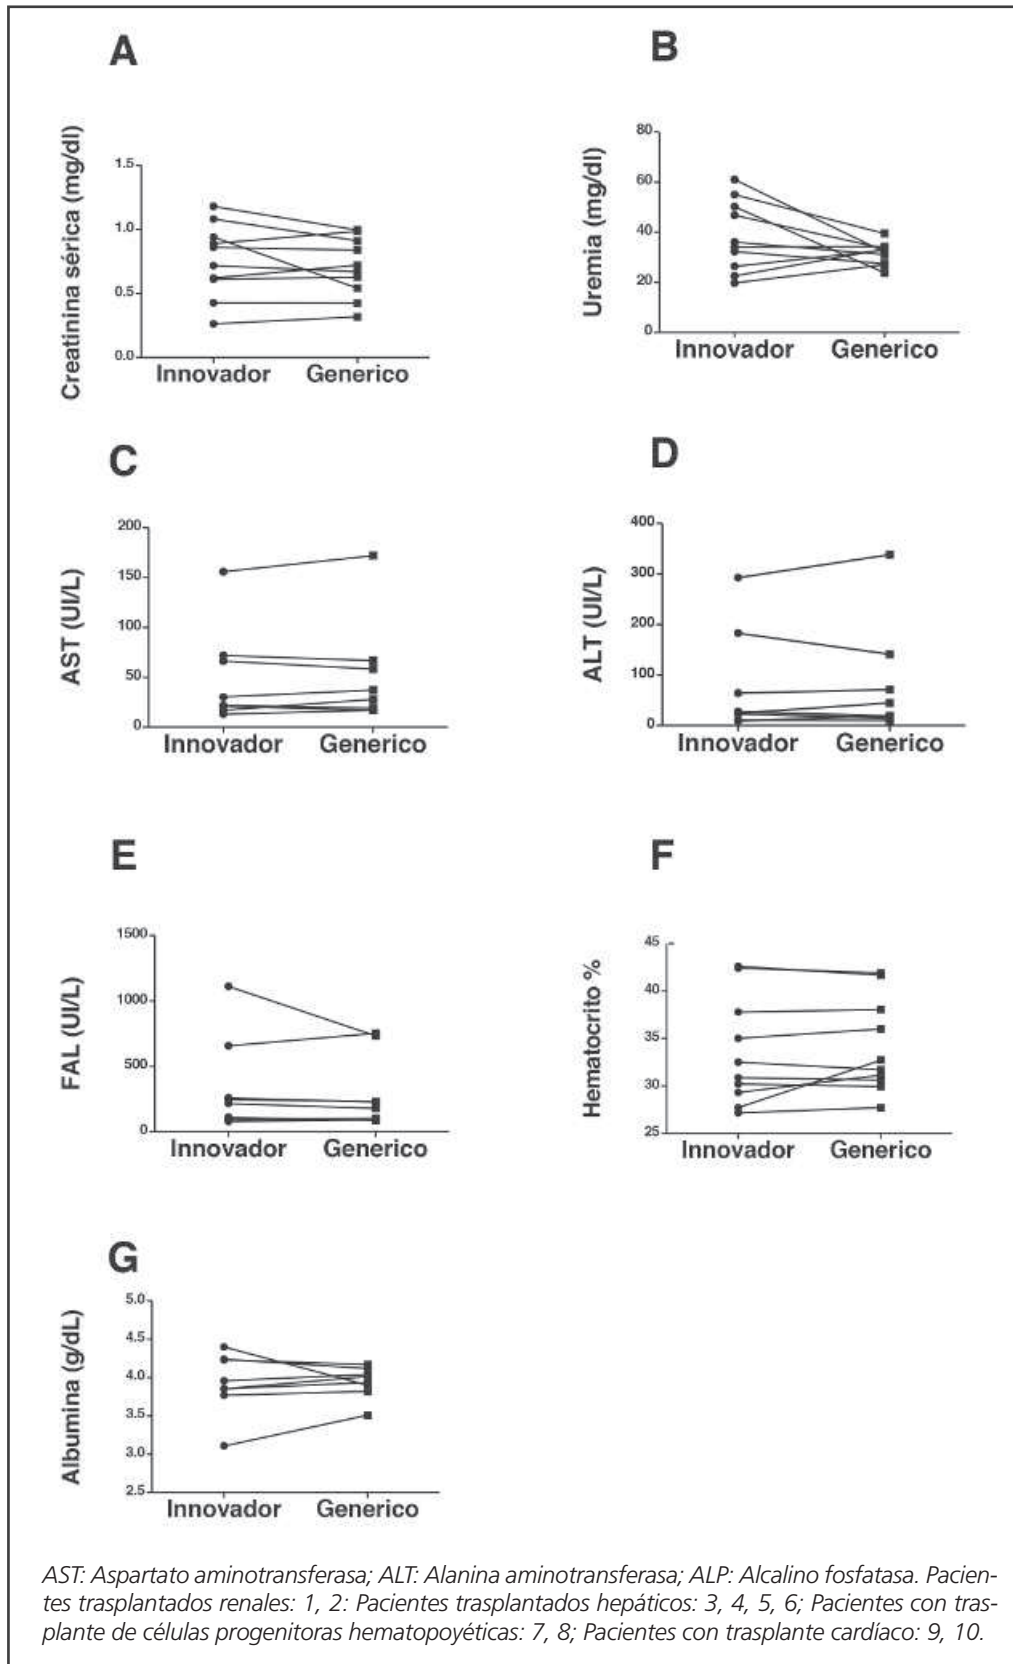 A
B
Creatinina sérica (mg/dl)
1.5
1.0
0.5
0.0
Innovador
Generico
Uremia (mg/dl)
80
60
40
20
0
Innovador
Generico
C
D
AST (UI/L)
200
150
100
50
0
Innovador
Generico
ALT (UI/L)
400
300
200
100
0
Innovador
Generico
E
F
FAL (UI/L)
1500
1000
500
0
Innovador
Generico
Hematocrito %
45
40
35
30
25
Innovador
Generico
G
Albumina (g/dL)
5.0
4.5
4.0
3.5
3.0
2.5
Innovador
Generico
AST: Aspartato aminotransferasa; ALT: Alanina aminotransferasa; ALP: Alcalino fosfatasa. Pacien-
tes trasplantados renales: 1, 2: Pacientes trasplantados hepáticos: 3, 4, 5, 6; Pacientes con tras-
plante de células progenitoras hematopoyéticas: 7, 8; Pacientes con trasplante cardíaco: 9, 10.